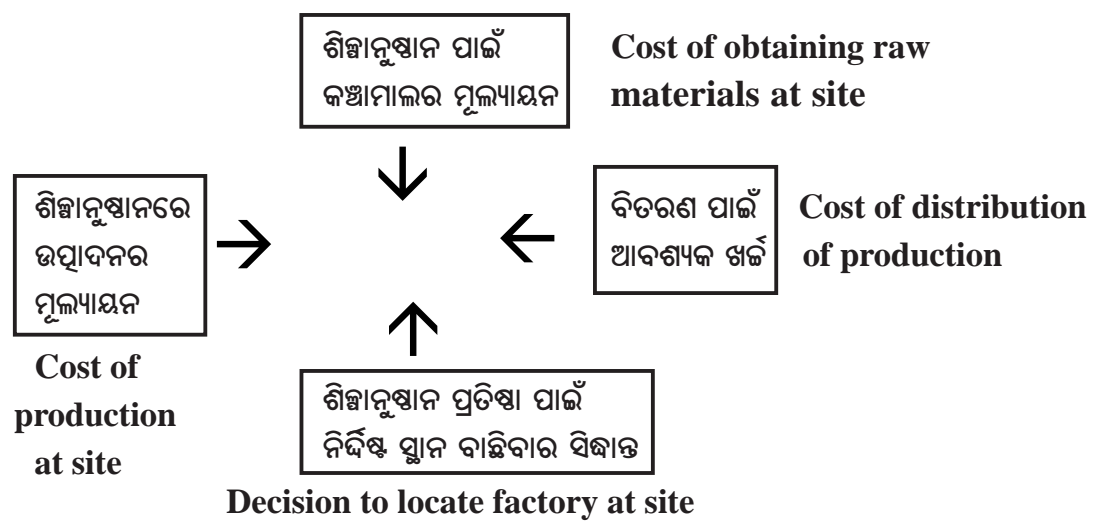 ଶିଳ୍ପାନୁଷ୍ଠାନ ପାଇଁ
କଞ୍ଚାମାଲର ମୂଲ୍ୟାୟନ
Cost of obtaining raw
materials at site
ଶିଳ୍ପାନୁଷ୍ଠାନରେ
ଉତ୍ପାଦନର
ମୂଲ୍ୟାୟନ
Cost of
production
at site
ବିତରଣ ପାଇଁ
ଆବଶ୍ୟକ ଖର୍ଚ୍ଚ
Cost of distribution
of production
ଶିଳ୍ପାନୁଷ୍ଠାନ ପ୍ରତିଷ୍ଠା ପାଇଁ
ନିର୍ଦ୍ଦିଷ୍ଟ ସ୍ଥାନ ବାଛିବାର ସିଦ୍ଧାନ୍ତ
Decision to locate factory at site